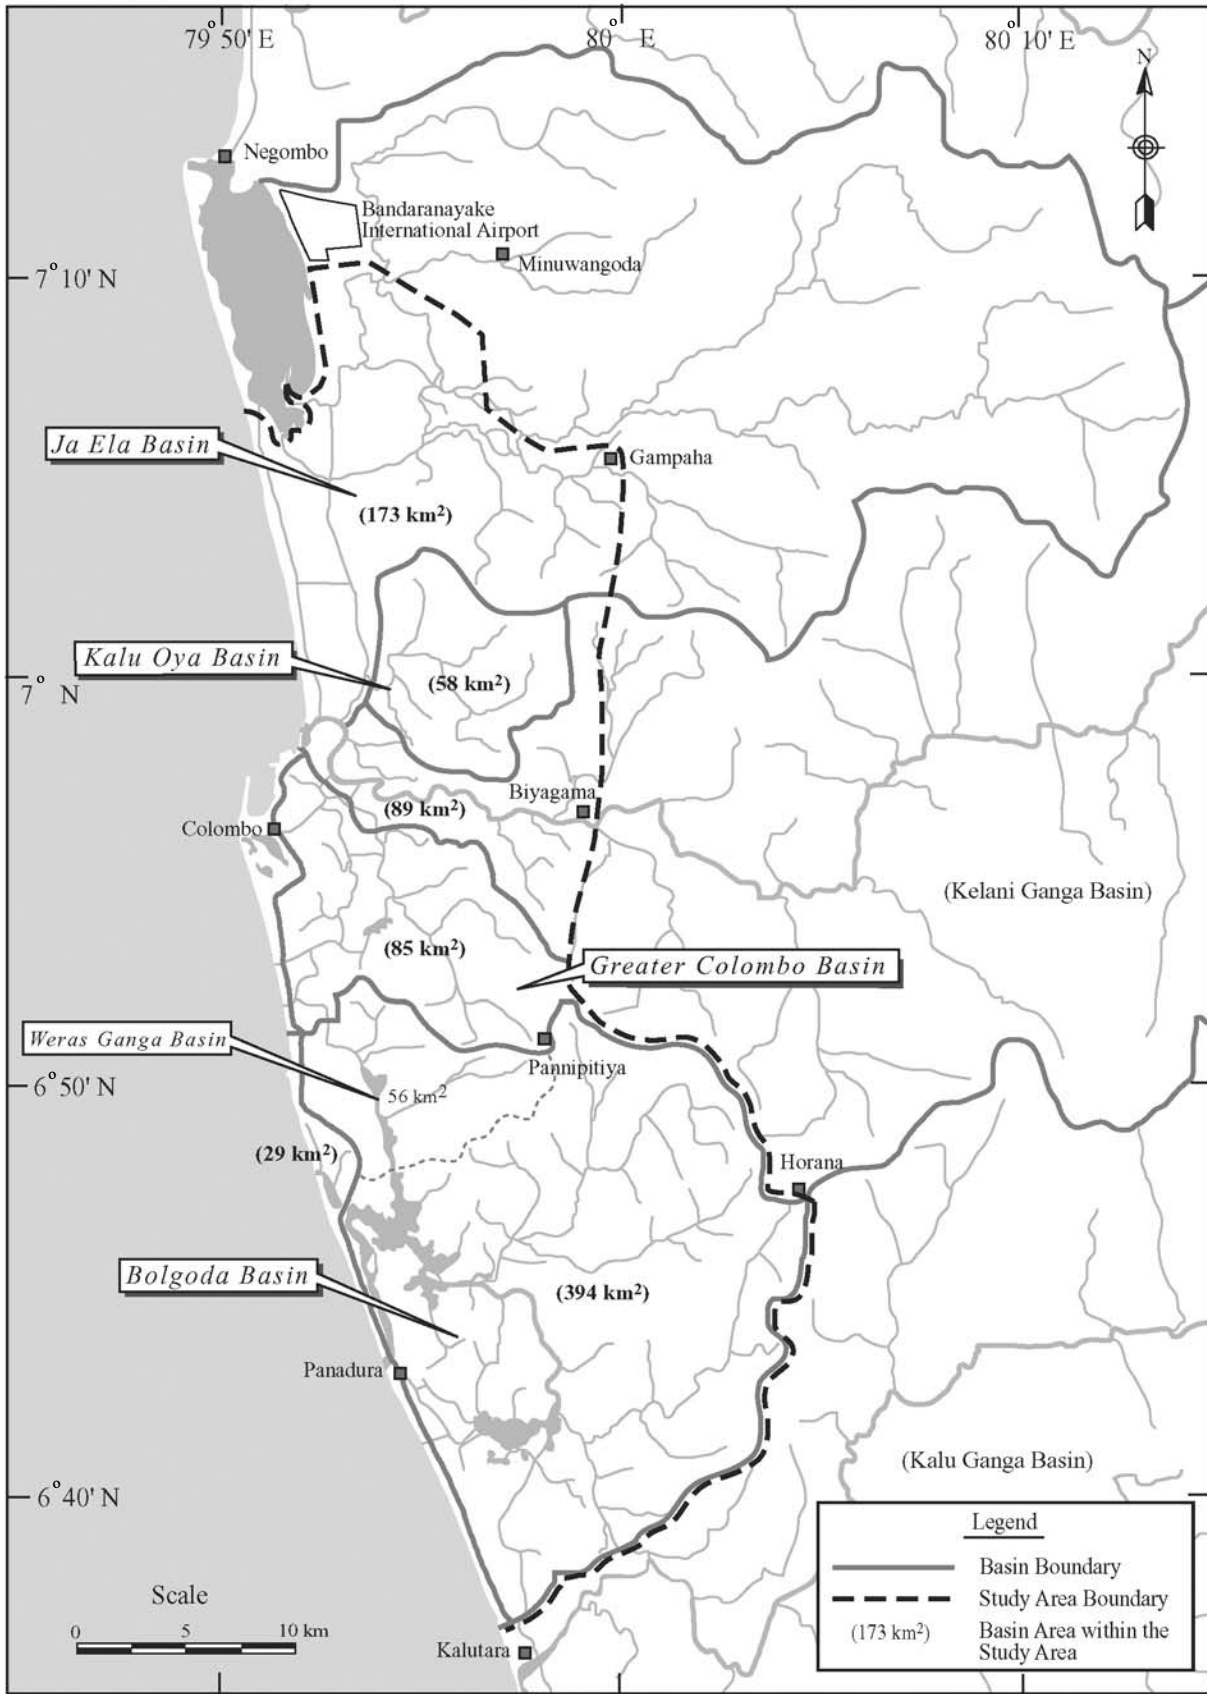 79° 50' E
80° E
80° 10' E
N
Negombo
Bandaranayake
International Airport
Minuwangoda
7° 10' N
Ja Ela Basin
Gampaha
(173 km²)
Kalu Oya Basin
(58 km²)
7° N
Biyagama
(89 km²)
Colombo
(Kelani Ganga Basin)
(85 km²)
Greater Colombo Basin
Weras Ganga Basin
Pannipitiya
6° 50' N
56 km²
(29 km²)
Horana
Bolgoda Basin
(394 km²)
Panadura
(Kalu Ganga Basin)
6° 40' N
Legend
Basin Boundary
Study Area Boundary
(173 km²)
Basin Area within the
Study Area
Scale
0 5 10 km
Kalutara